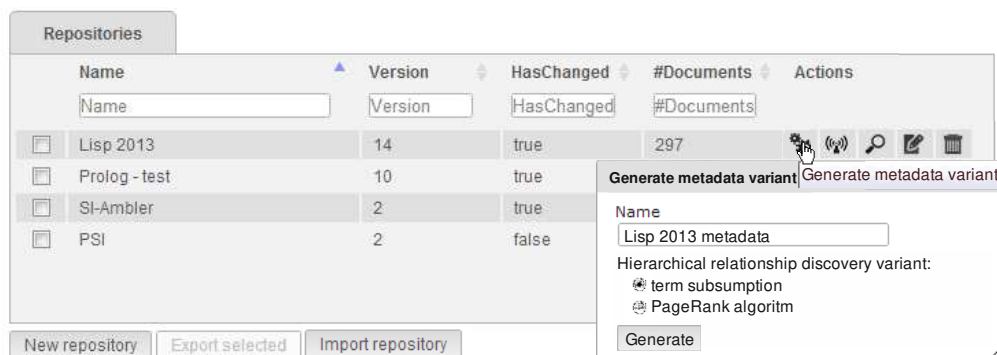 Repositories
Name Version HasChanged #Documents Actions
Name Version HasChanged #Documents
Lisp 2013 14 true 297
Prolog - test 10 true
SI-Ambler 2 true
PSI 2 false
Generate metadata variant Generate metadata variant
Name
Lisp 2013 metadata
Hierarchical relationship discovery variant:
term subsumption
PageRank algoritm
Generate
New repository Export selected Import repository